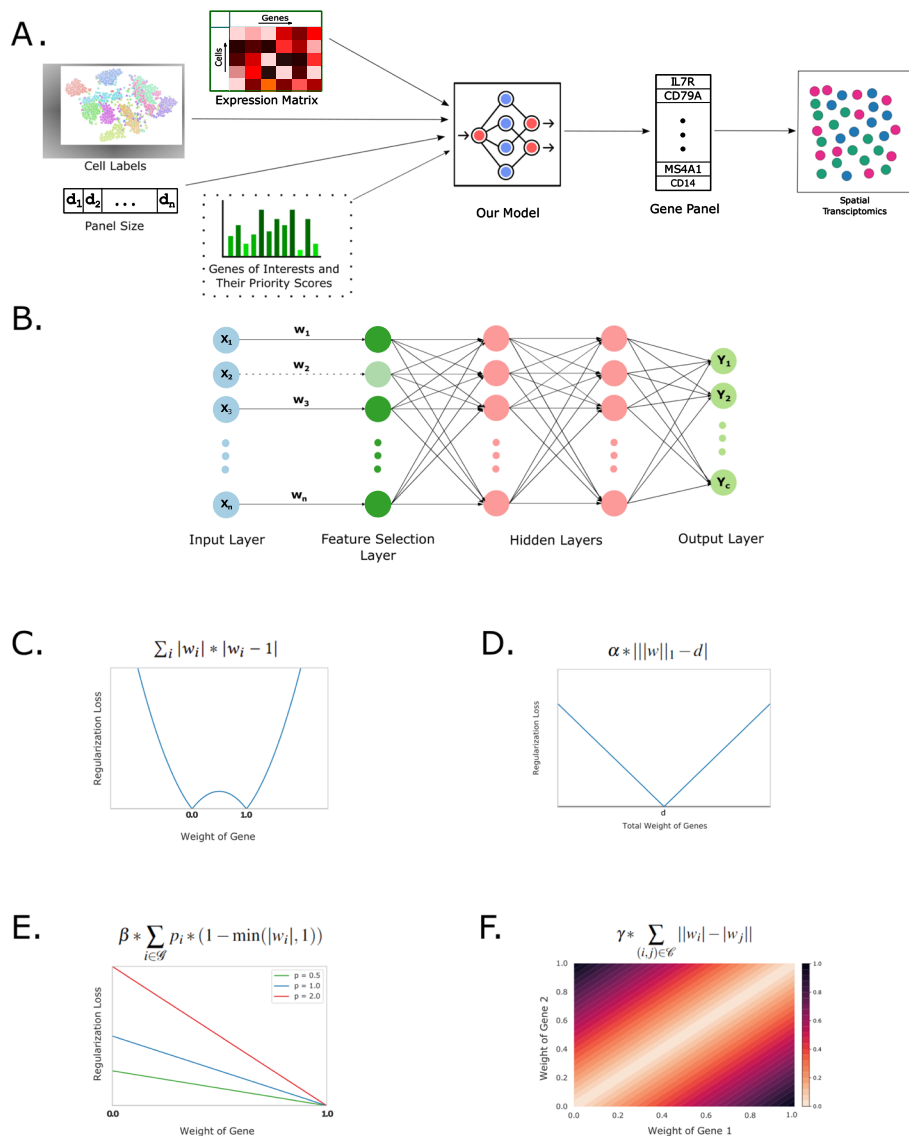 A.
Genes
Cells
Expression Matrix
Cell Labels
d1 d2 ... dn
Panel Size
Genes of Interests and
Their Priority Scores
Our Model
IL7R
CD79A
MS4A1
CD14
Gene Panel
Spatial
Transciptomics
B.
X1 w1 Y1
X2 w2 Y2
X3 w3
Xn wn Yc
Input Layer
Feature Selection
Layer
Hidden Layers
Output Layer
C.
∑i |wi| * |wi − 1|
Regularization Loss
0.0 1.0
Weight of Gene
D.
α * |||w||1 − d|
Regularization Loss
d
Total Weight of Genes
E.
β * ∑i∈𝒢 pi * (1 − min(|wi|, 1))
Regularization Loss
p = 0.5
p = 1.0
p = 2.0
0.0 1.0
Weight of Gene
F.
γ * ∑(i,j)∈𝒞 ||wi| − |wj||
Weight of Gene 2
1.0
0.8
0.6
0.4
0.2
0.0
0.0 0.2 0.4 0.6 0.8 1.0
Weight of Gene 1
1.0
0.8
0.6
0.4
0.2
0.0